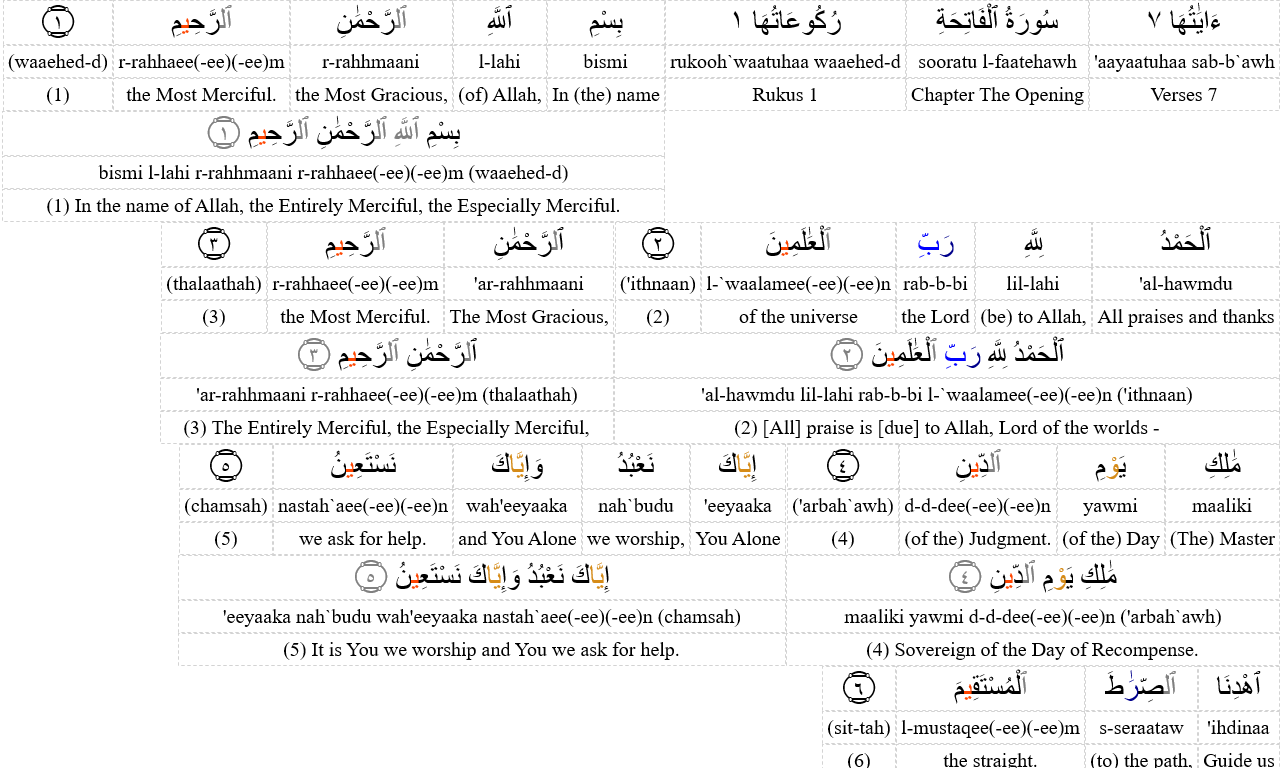 ءَايَٰتُهَا ٧ سُورَةُ ٱلْفَاتِحَةِ رُكُوعَاتُهَا ١ بِسْمِ ٱللَّهِ ٱلرَّحْمَٰنِ ٱلرَّحِيمِ ١
'aayaatuhaa sab-b`awh sooratu l-faatehawh rukooh`waatuhaa waaehed-d bismi l-lahi r-rahhmaani r-rahhaee(-ee)(-ee)m (waaehed-d)
Verses 7 Chapter The Opening Rukus 1 In (the) name (of) Allah, the Most Gracious, the Most Merciful. (1)
بِسْمِ ٱللَّهِ ٱلرَّحْمَٰنِ ٱلرَّحِيمِ ١
bismi l-lahi r-rahhmaani r-rahhaee(-ee)(-ee)m (waaehed-d)
(1) In the name of Allah, the Entirely Merciful, the Especially Merciful.
ٱلْحَمْدُ لِلَّهِ رَبِّ ٱلْعَٰلَمِينَ ٢ ٱلرَّحْمَٰنِ ٱلرَّحِيمِ ٣
'al-hawmdu lil-lahi rab-b-bi l-`waalamee(-ee)(-ee)n ('ithnaan) 'ar-rahhmaani r-rahhaee(-ee)(-ee)m (thalaathah)
All praises and thanks (be) to Allah, the Lord of the universe (2) The Most Gracious, the Most Merciful. (3)
ٱلْحَمْدُ لِلَّهِ رَبِّ ٱلْعَٰلَمِينَ ٢ ٱلرَّحْمَٰنِ ٱلرَّحِيمِ ٣
'al-hawmdu lil-lahi rab-b-bi l-`waalamee(-ee)(-ee)n ('ithnaan) 'ar-rahhmaani r-rahhaee(-ee)(-ee)m (thalaathah)
(2) [All] praise is [due] to Allah, Lord of the worlds - (3) The Entirely Merciful, the Especially Merciful,
مَٰلِكِ يَوْمِ ٱلدِّينِ ٤ إِيَّاكَ نَعْبُدُ وَإِيَّاكَ نَسْتَعِينُ ٥
maaliki yawmi d-d-dee(-ee)(-ee)n ('arbah`awh) 'eeyaaka nah`budu wah'eeyaaka nastah`aee(-ee)(-ee)n (chamsah)
(The) Master (of the) Day (of the) Judgment. (4) You Alone we worship, and You Alone we ask for help. (5)
مَٰلِكِ يَوْمِ ٱلدِّينِ ٤ إِيَّاكَ نَعْبُدُ وَإِيَّاكَ نَسْتَعِينُ ٥
maaliki yawmi d-d-dee(-ee)(-ee)n ('arbah`awh) 'eeyaaka nah`budu wah'eeyaaka nastah`aee(-ee)(-ee)n (chamsah)
(4) Sovereign of the Day of Recompense. (5) It is You we worship and You we ask for help.
ٱهْدِنَا ٱلصِّرَٰطَ ٱلْمُسْتَقِيمَ ٦
'ihdinaa s-seraataw l-mustaqee(-ee)(-ee)m (sit-tah)
Guide us (to) the path, the straight. (6)